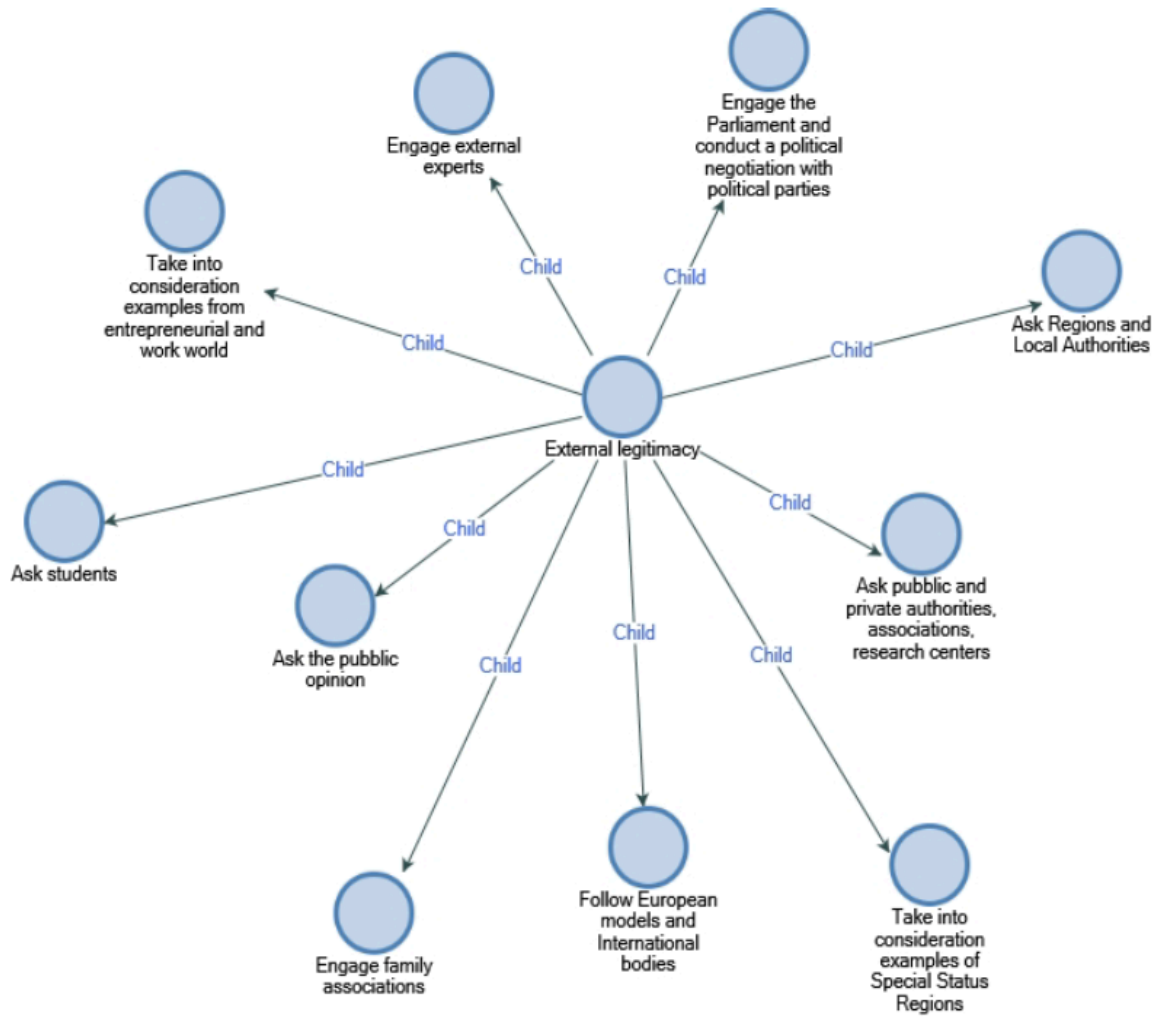 Engage the
Parliament and
conduct a political
negotiation with
political parties
Engage external
experts
Take into
consideration
examples from
entrepreneurial and
work world
Child
Child
Ask Regions and
Local Authorities
Child
Child
External legitimacy
Child
Child
Child
Ask students
Ask the pubblic
opinion
Ask pubblic and
private authorities,
associations,
research centers
Child
Child
Child
Engage family
associations
Follow European
models and
International
bodies
Take into
consideration
examples of
Special Status
Regions